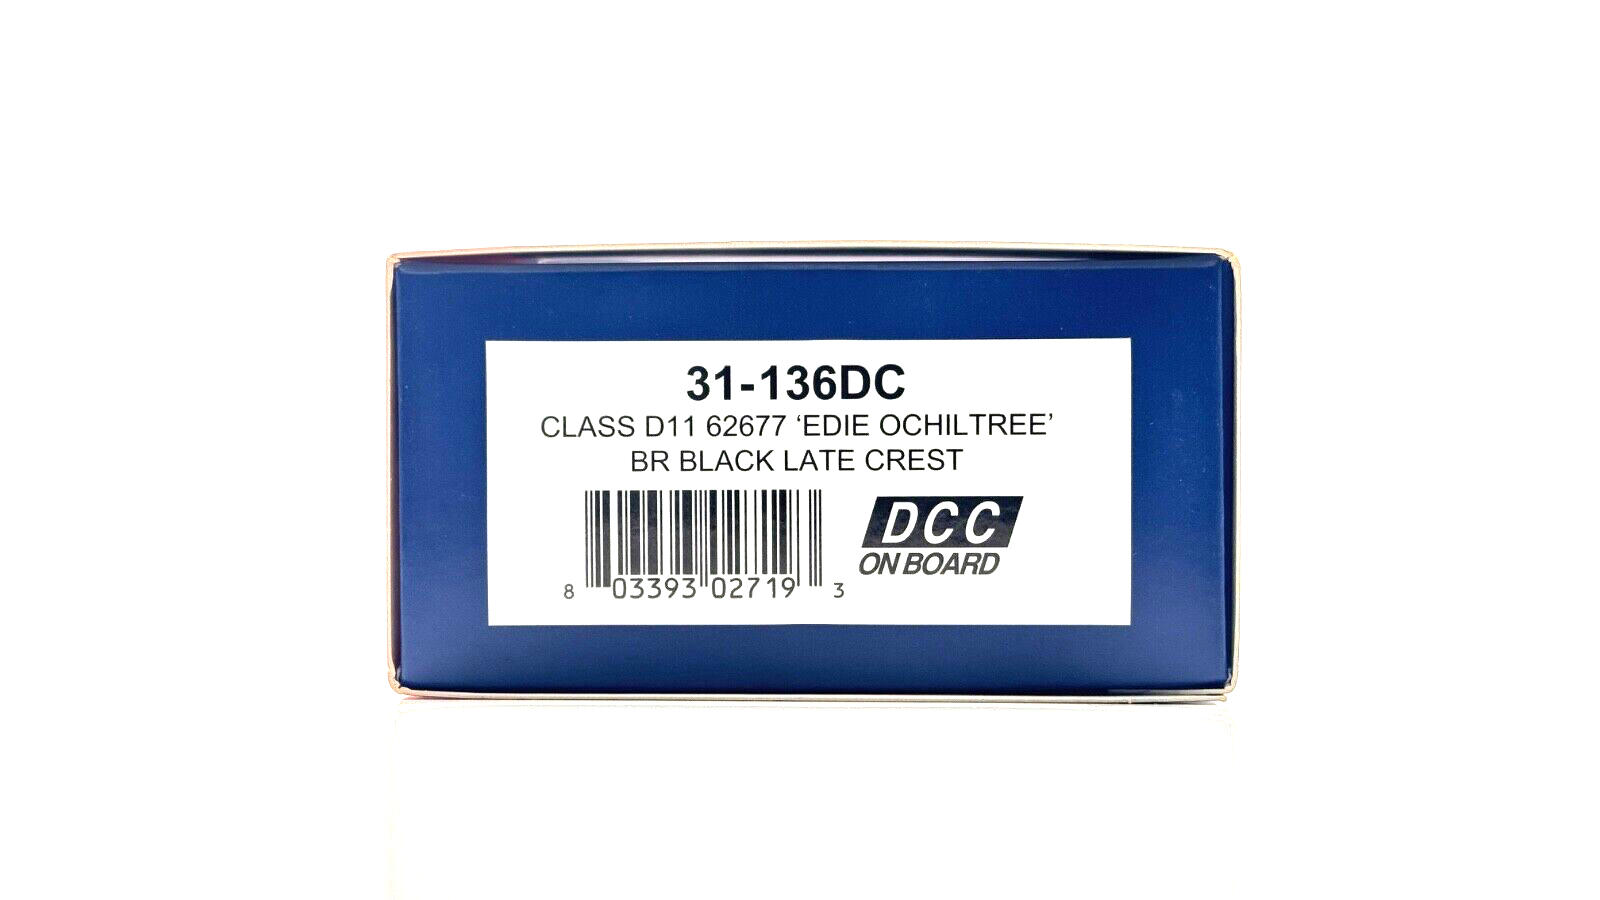 31-136DC
CLASS D11 62677 ‘EDIE OCHILTREE’
BR BLACK LATE CREST
DCC
ON BOARD
8 03393 02719 3